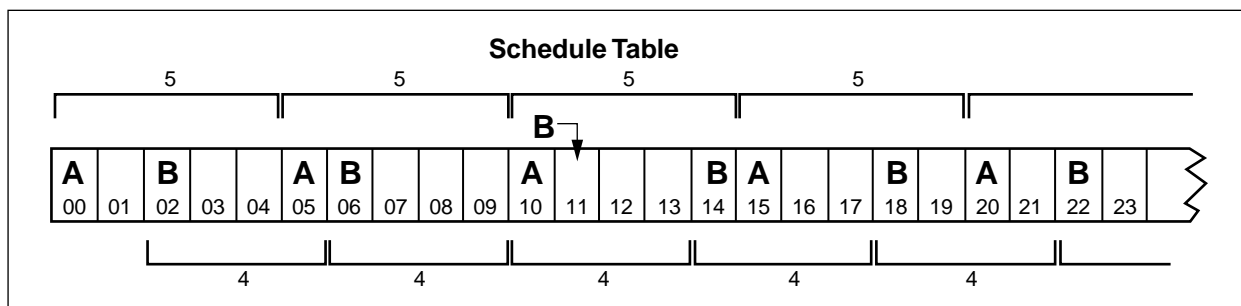 Schedule Table
5 5 5 5
B
A B A B A B A B A B
00 01 02 03 04 05 06 07 08 09 10 11 12 13 14 15 16 17 18 19 20 21 22 23
4 4 4 4 4